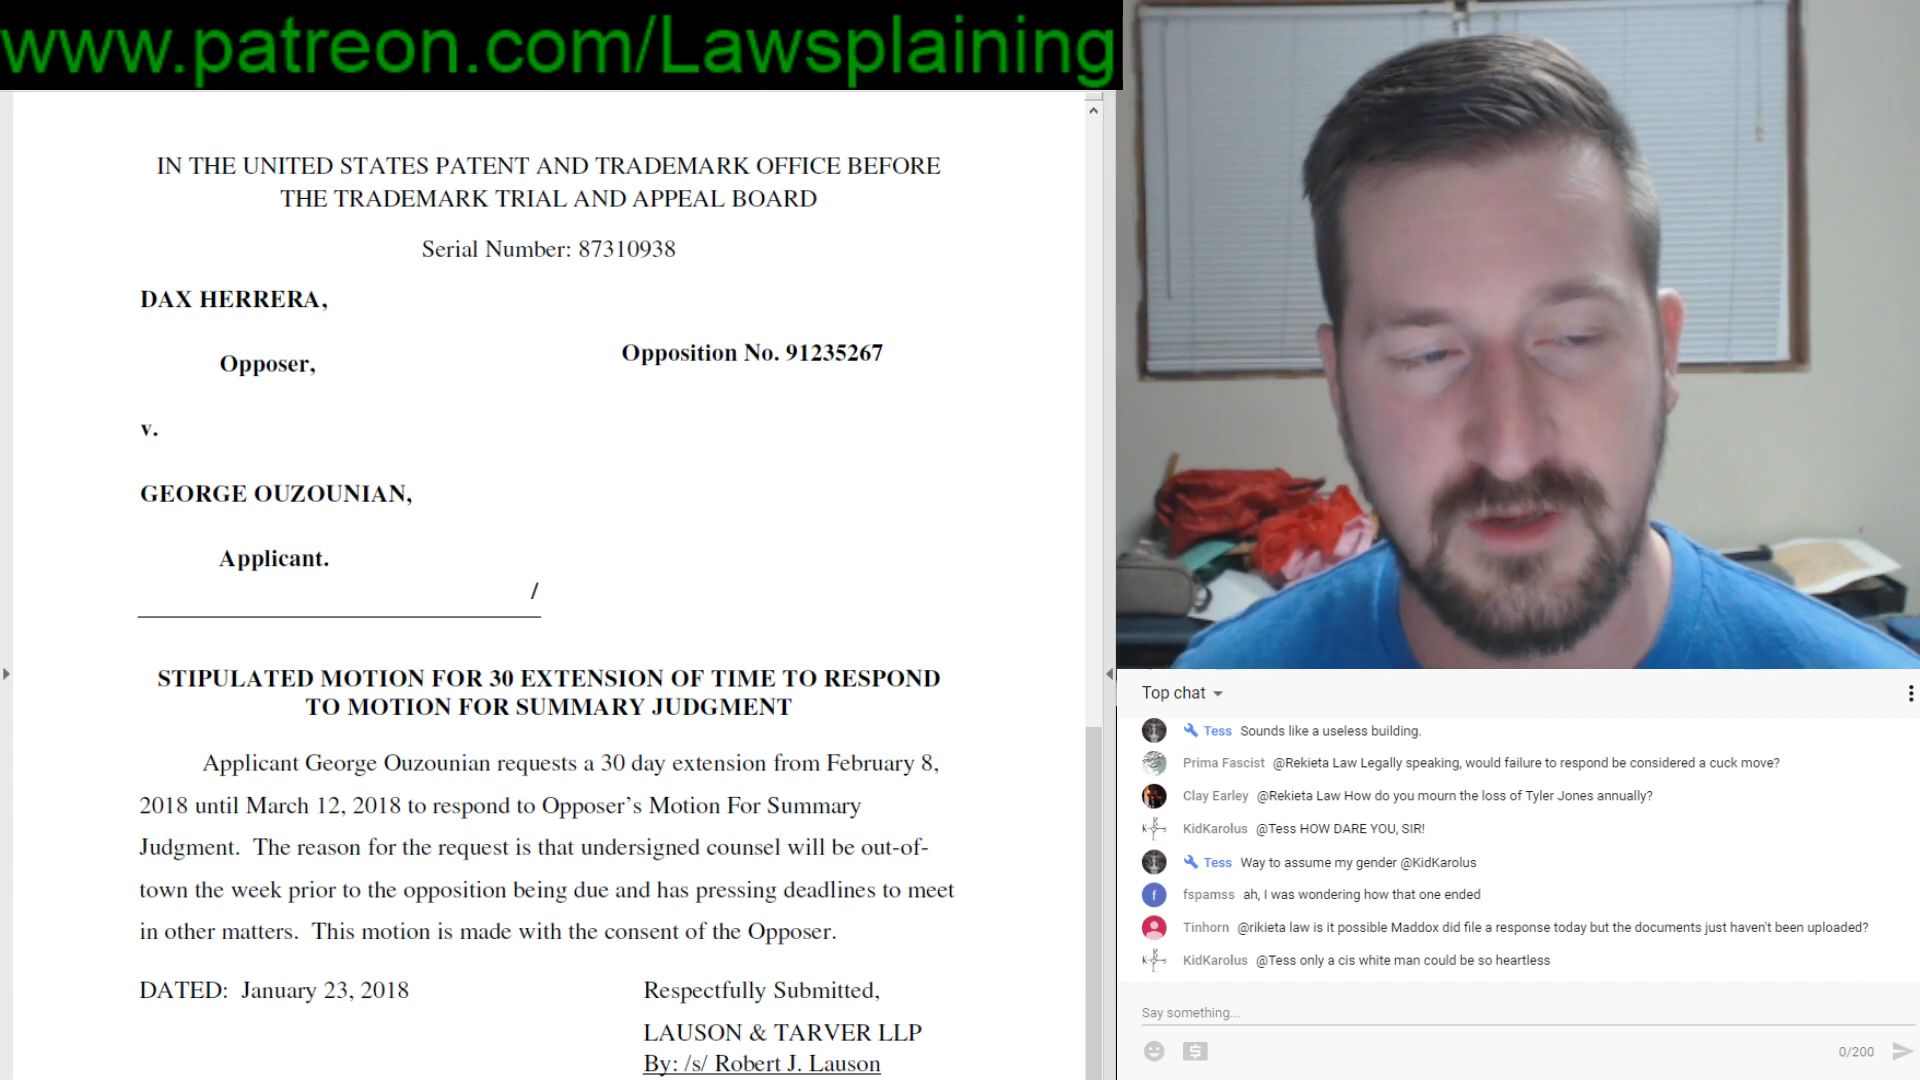 www.patreon.com/Lawsplaining
IN THE UNITED STATES PATENT AND TRADEMARK OFFICE BEFORE
THE TRADEMARK TRIAL AND APPEAL BOARD
Serial Number: 87310938
DAX HERRERA,
Opposer,
Opposition No. 91235267
v.
GEORGE OUZOUNIAN,
Applicant.
/
STIPULATED MOTION FOR 30 EXTENSION OF TIME TO RESPOND
TO MOTION FOR SUMMARY JUDGMENT
Applicant George Ouzounian requests a 30 day extension from February 8,
2018 until March 12, 2018 to respond to Opposer's Motion For Summary
Judgment. The reason for the request is that undersigned counsel will be out-of-
town the week prior to the opposition being due and has pressing deadlines to meet
in other matters. This motion is made with the consent of the Opposer.
DATED: January 23, 2018
Respectfully Submitted,
LAUSON & TARVER LLP
By: /s/ Robert J. Lauson
Top chat
Tess Sounds like a useless building.
Prima Fascist @Rekieta Law Legally speaking, would failure to respond be considered a cuck move?
Clay Earley @Rekieta Law How do you mourn the loss of Tyler Jones annually?
KidKarolus @Tess HOW DARE YOU, SIR!
Tess Way to assume my gender @KidKarolus
f fspamss ah, I was wondering how that one ended
Tinhorn @rikieta law is it possible Maddox did file a response today but the documents just haven't been uploaded?
KidKarolus @Tess only a cis white man could be so heartless
Say something...
0/200